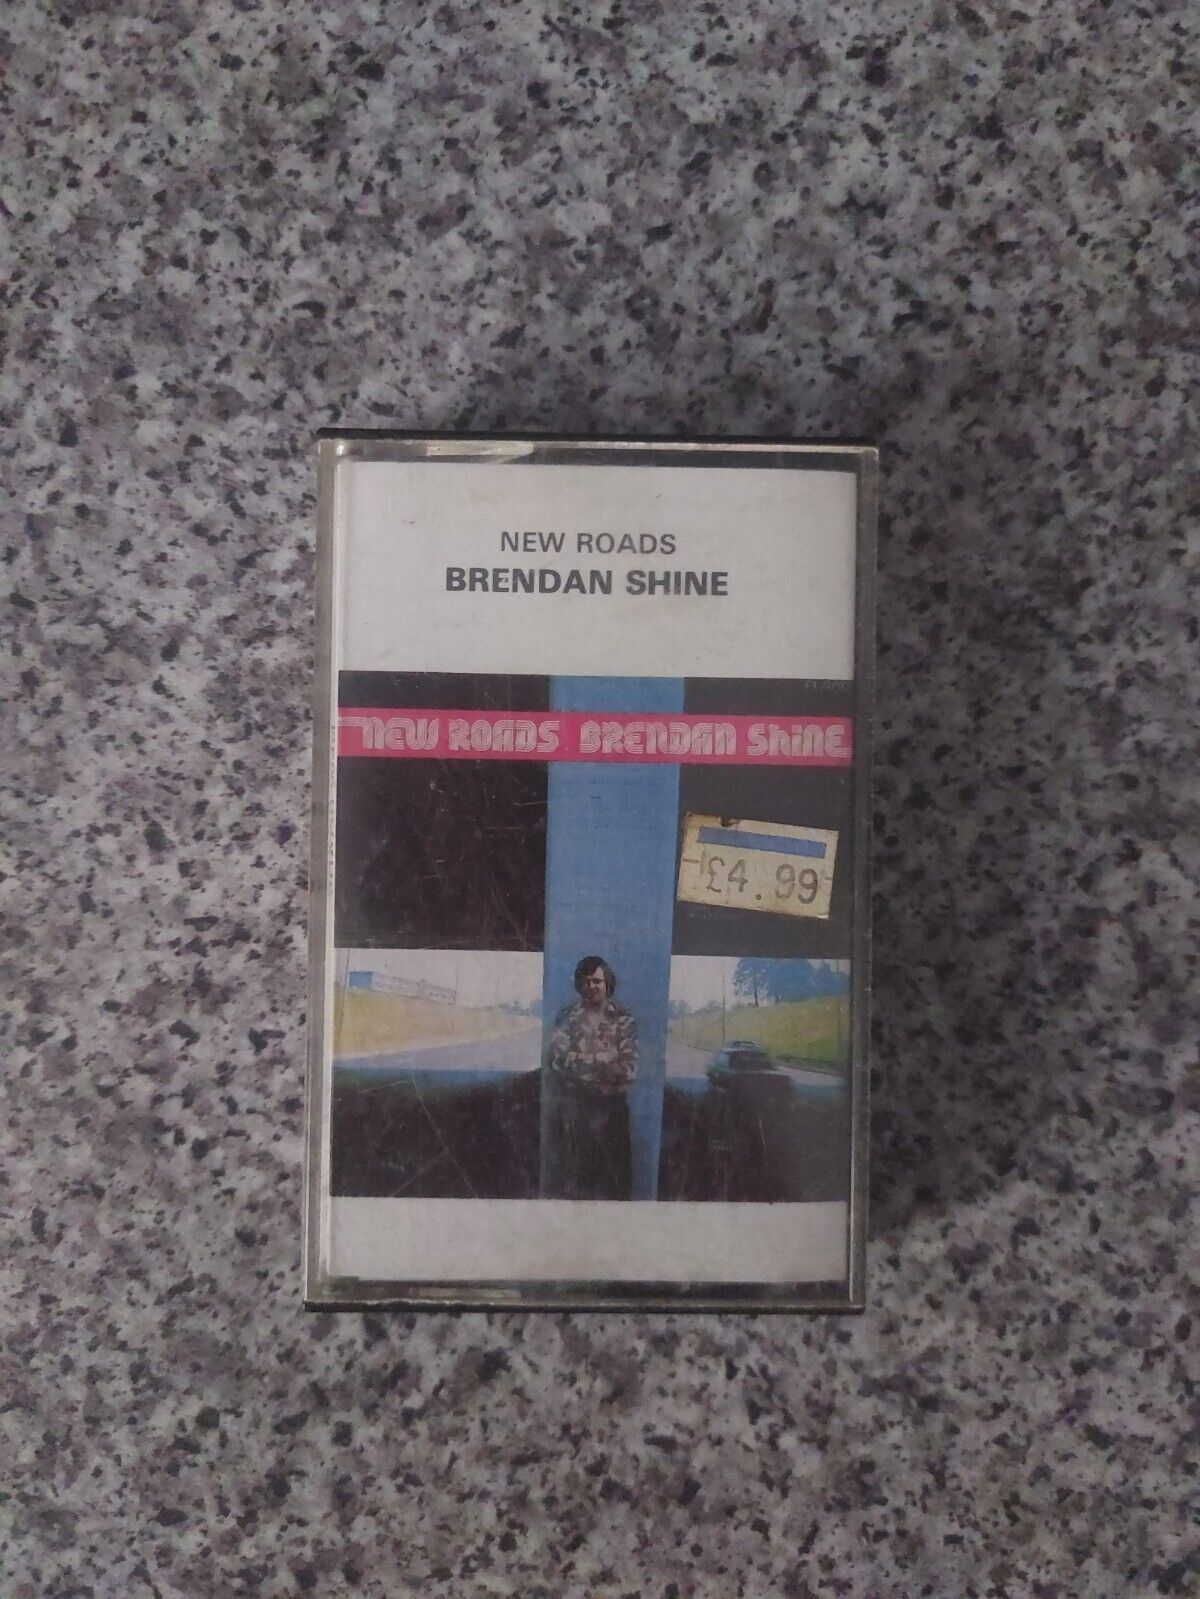 NEW ROADS
BRENDAN SHINE
NEW ROADS BRENDAN SHINE
£4.99